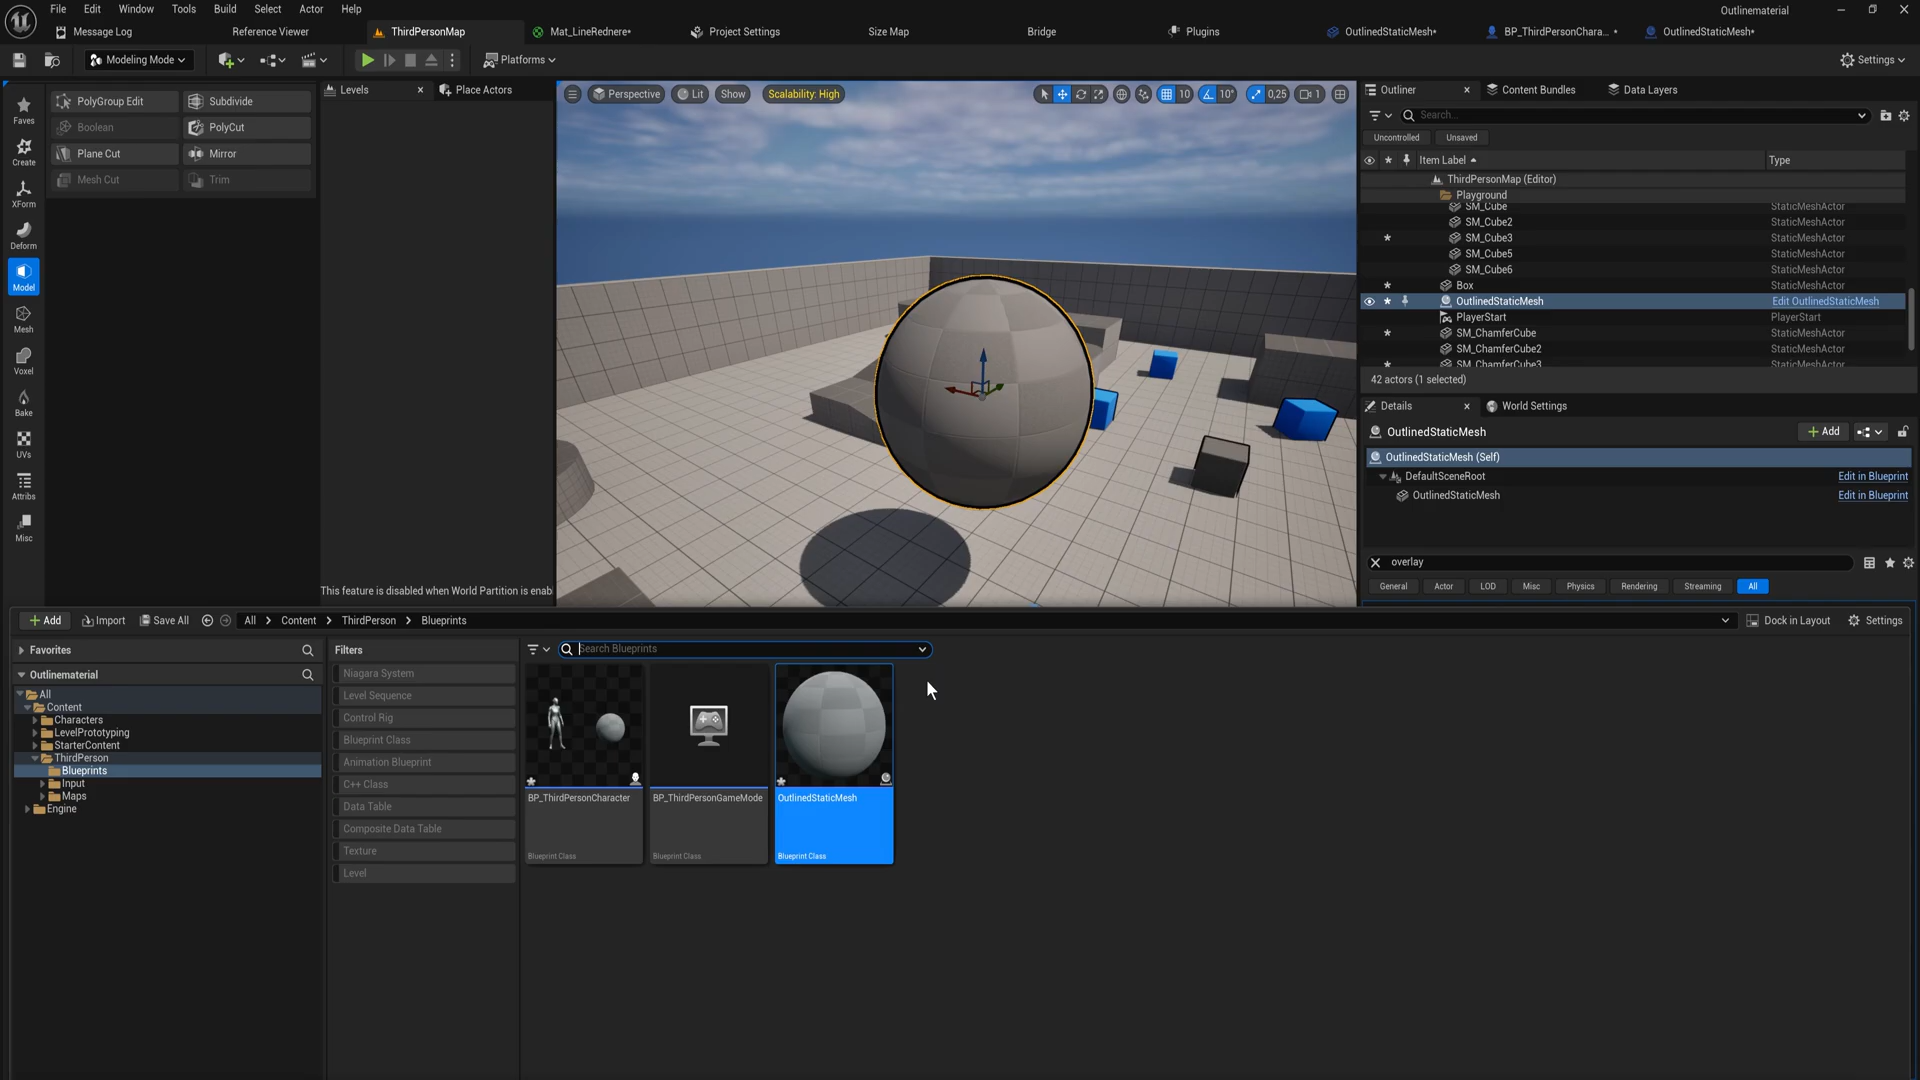 File Edit Window Tools Build Select Actor Help
Outlinematerial
Message Log
Reference Viewer
ThirdPersonMap
Mat_LineRednere*
Project Settings
Size Map
Bridge
Plugins
OutlinedStaticMesh*
BP_ThirdPersonChara... *
OutlinedStaticMesh*
Modeling Mode
Platforms
Settings
Faves
Create
XForm
Deform
Model
Mesh
Voxel
Bake
UVs
Attribs
Misc
PolyGroup Edit
Subdivide
Boolean
PolyCut
Plane Cut
Mirror
Mesh Cut
Trim
Levels
Place Actors
This feature is disabled when World Partition is enab
Perspective
Lit
Show
Scalability: High
10
10°
0,25
1
Outliner
Content Bundles
Data Layers
Search...
Uncontrolled
Unsaved
Item Label
Type
ThirdPersonMap (Editor)
Playground
SM_Cube StaticMeshActor
SM_Cube2 StaticMeshActor
SM_Cube3 StaticMeshActor
SM_Cube5 StaticMeshActor
SM_Cube6 StaticMeshActor
Box StaticMeshActor
OutlinedStaticMesh Edit OutlinedStaticMesh
PlayerStart PlayerStart
SM_ChamferCube StaticMeshActor
SM_ChamferCube2 StaticMeshActor
SM_ChamferCube3 StaticMeshActor
42 actors (1 selected)
Details
World Settings
OutlinedStaticMesh
Add
OutlinedStaticMesh (Self)
DefaultSceneRoot Edit in Blueprint
OutlinedStaticMesh Edit in Blueprint
overlay
General
Actor
LOD
Misc
Physics
Rendering
Streaming
All
Add
Import
Save All
All
Content
ThirdPerson
Blueprints
Dock in Layout
Settings
Favorites
Outlinematerial
All
Content
Characters
LevelPrototyping
StarterContent
ThirdPerson
Blueprints
Input
Maps
Engine
Filters
Niagara System
Level Sequence
Control Rig
Blueprint Class
Animation Blueprint
C++ Class
Data Table
Composite Data Table
Texture
Level
Search Blueprints
BP_ThirdPersonCharacter
Blueprint Class
BP_ThirdPersonGameMode
Blueprint Class
OutlinedStaticMesh
Blueprint Class